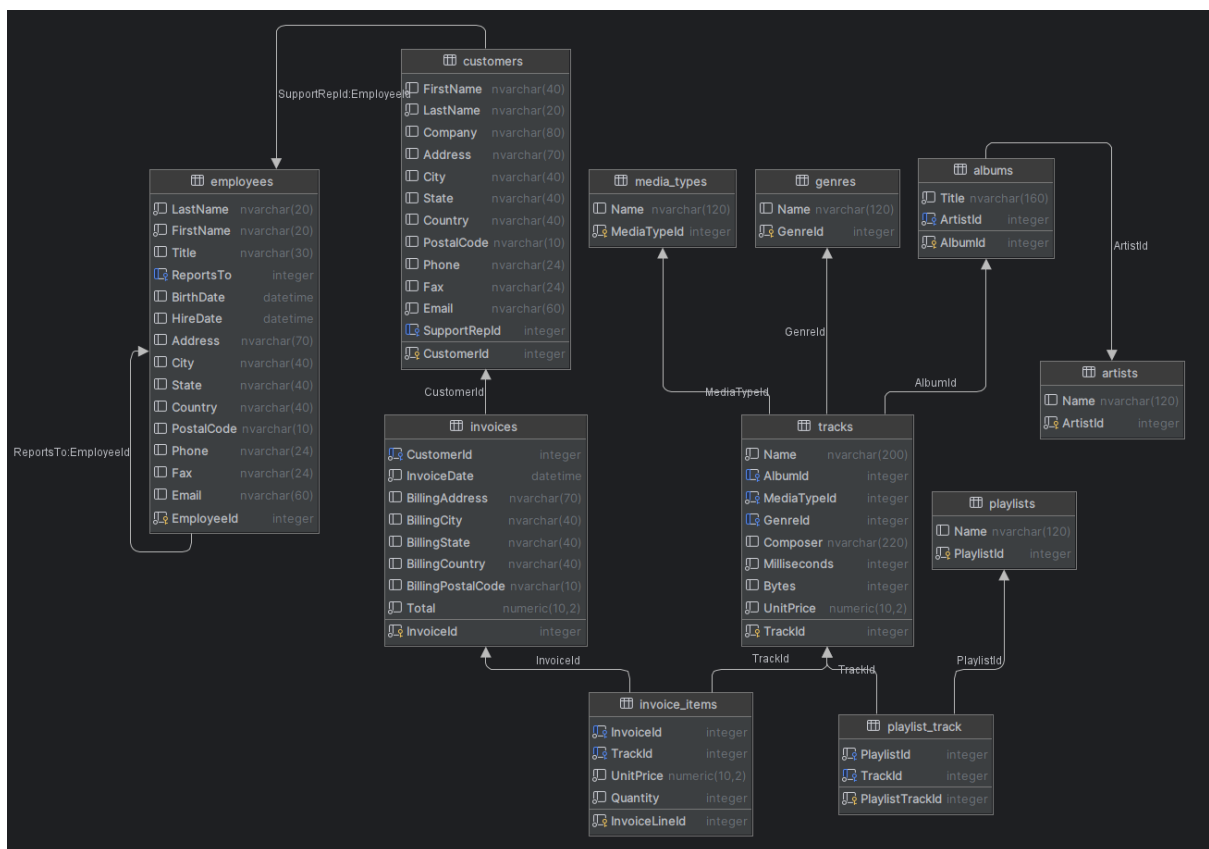 customers
FirstName nvarchar(40)
LastName nvarchar(20)
Company nvarchar(80)
Address nvarchar(70)
City nvarchar(40)
State nvarchar(40)
Country nvarchar(40)
PostalCode nvarchar(10)
Phone nvarchar(24)
Fax nvarchar(24)
Email nvarchar(60)
SupportRepId integer
CustomerId integer
SupportRepId:EmployeeId
employees
LastName nvarchar(20)
FirstName nvarchar(20)
Title nvarchar(30)
ReportsTo integer
BirthDate datetime
HireDate datetime
Address nvarchar(70)
City nvarchar(40)
State nvarchar(40)
Country nvarchar(40)
PostalCode nvarchar(10)
Phone nvarchar(24)
Fax nvarchar(24)
Email nvarchar(60)
EmployeeId integer
ReportsTo:EmployeeId
media_types
Name nvarchar(120)
MediaTypeId integer
genres
Name nvarchar(120)
GenreId integer
albums
Title nvarchar(160)
ArtistId integer
AlbumId integer
ArtistId
GenreId
MediaTypeId
AlbumId
artists
Name nvarchar(120)
ArtistId integer
CustomerId
invoices
CustomerId integer
InvoiceDate datetime
BillingAddress nvarchar(70)
BillingCity nvarchar(40)
BillingState nvarchar(40)
BillingCountry nvarchar(40)
BillingPostalCode nvarchar(10)
Total numeric(10,2)
InvoiceId integer
tracks
Name nvarchar(200)
AlbumId integer
MediaTypeId integer
GenreId integer
Composer nvarchar(220)
Milliseconds integer
Bytes integer
UnitPrice numeric(10,2)
TrackId integer
playlists
Name nvarchar(120)
PlaylistId integer
InvoiceId
TrackId
TrackId
PlaylistId
invoice_items
InvoiceId integer
TrackId integer
UnitPrice numeric(10,2)
Quantity integer
InvoiceLineId integer
playlist_track
PlaylistId integer
TrackId integer
PlaylistTrackId integer